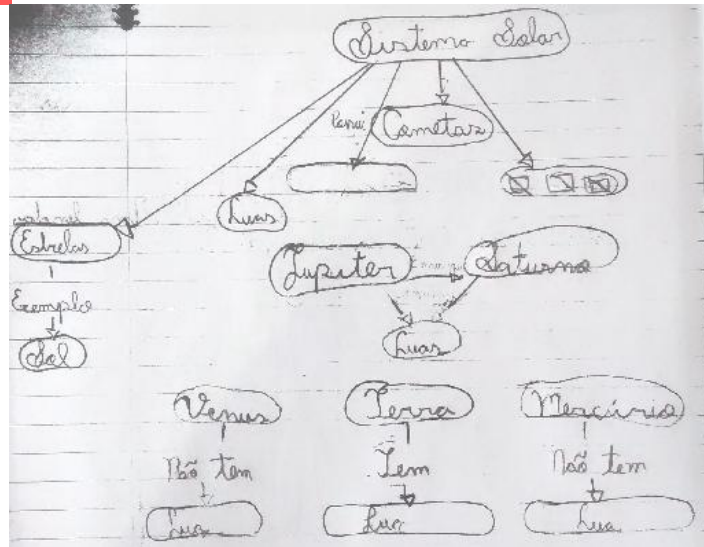 Sistema Solar
Possui
Cometas
Luas
Estrelas
Jupiter
Saturno
Exemplo
Luas
Sol
Venus
Terra
Mercúrio
Não tem
Tem
Não tem
Lua
Lua
Lua